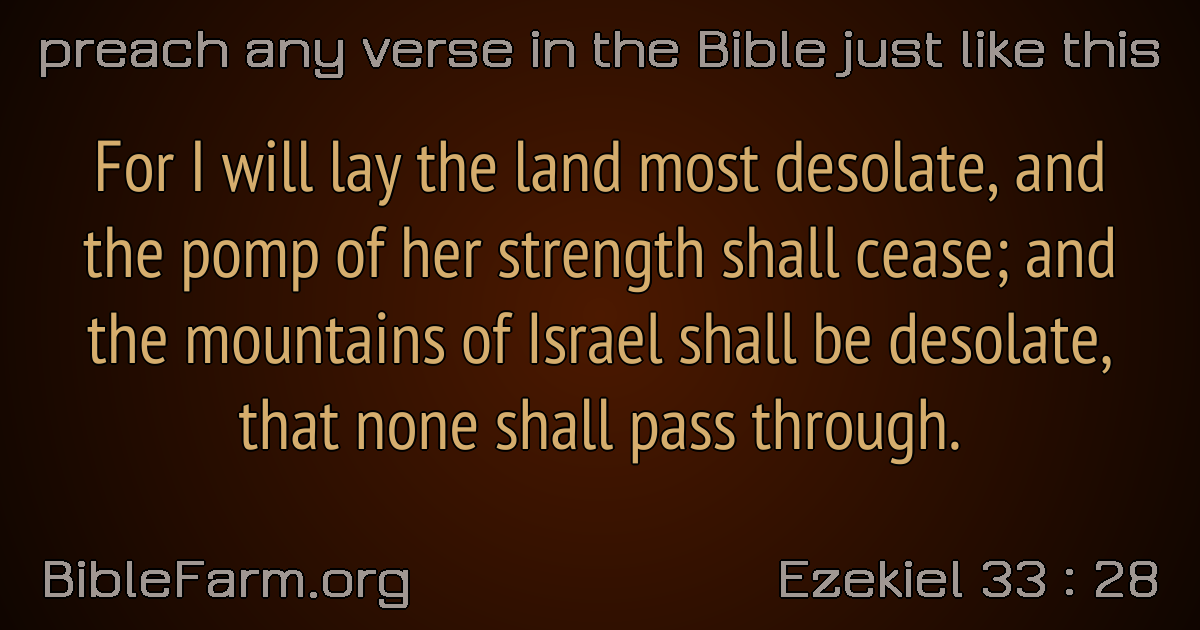 preach any verse in the Bible just like this
For I will lay the land most desolate, and
the pomp of her strength shall cease; and
the mountains of Israel shall be desolate,
that none shall pass through.
BibleFarm.org
Ezekiel 33 : 28